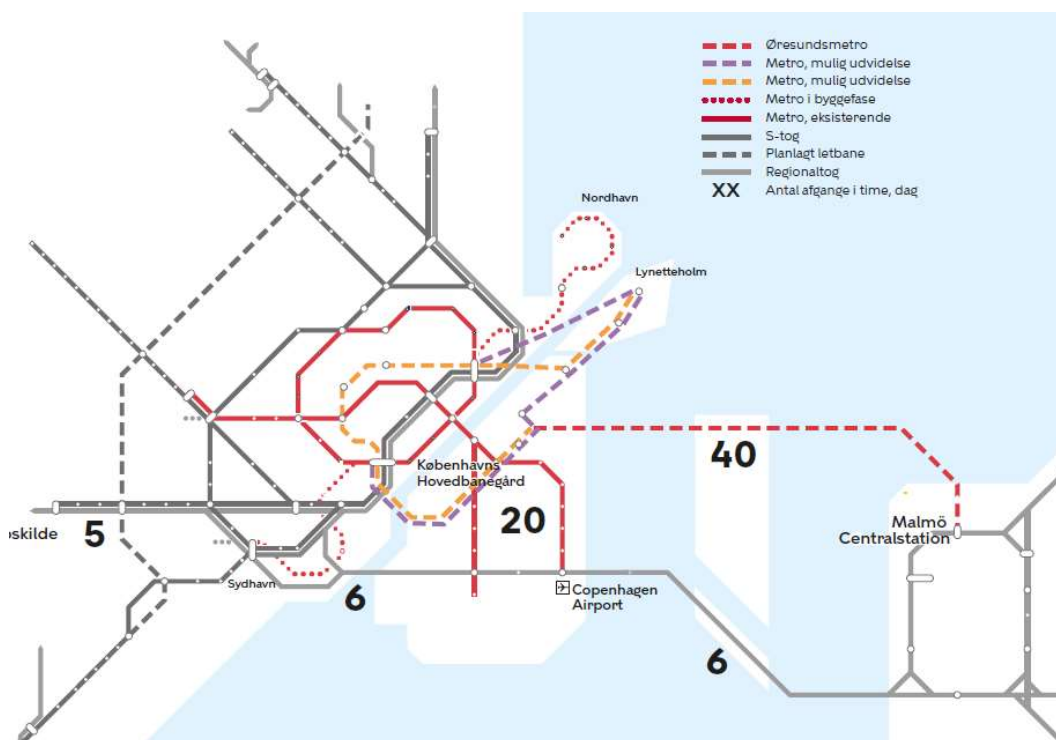 Øresundsmetro
Metro, mulig udvidelse
Metro, mulig udvidelse
Metro i byggefase
Metro, eksisterende
S-tog
Planlagt letbane
Regionaltog
XX Antal afgange i time, dag
Nordhavn
Lynetteholm
40
Københavns
Hovedbanegård
20
Malmö
Centralstation
oskilde
5
Sydhavn
6
Copenhagen
Airport
6